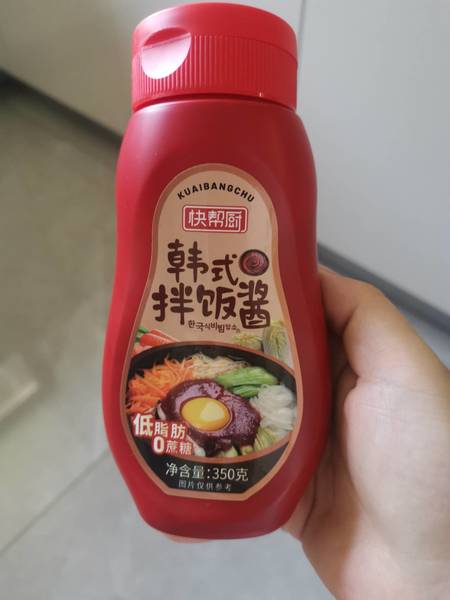 KUAIBANGCHU
快帮厨
韩式
拌饭酱
低脂肪
0蔗糖
净含量:350克
图片仅供参考